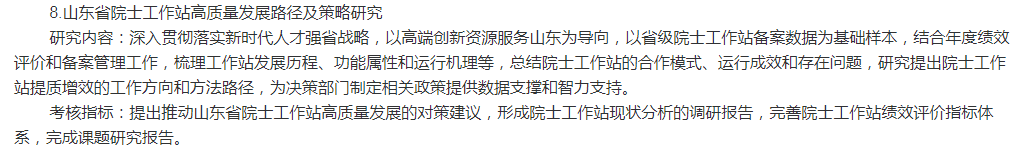 8.山东省院士工作站高质量发展路径及策略研究
研究内容：深入贯彻落实新时代人才强省战略，以高端创新资源服务山东为导向，以省级院士工作站备案数据为基础样本，结合年度绩效
评价和备案管理工作，梳理工作站发展历程、功能属性和运行机理等，总结院士工作站的合作模式、运行成效和存在问题，研究提出院士工作
站提质增效的工作方向和方法路径，为决策部门制定相关政策提供数据支撑和智力支持。
考核指标：提出推动山东省院士工作站高质量发展的对策建议，形成院士工作站现状分析的调研报告，完善院士工作站绩效评价指标体
系，完成课题研究报告。